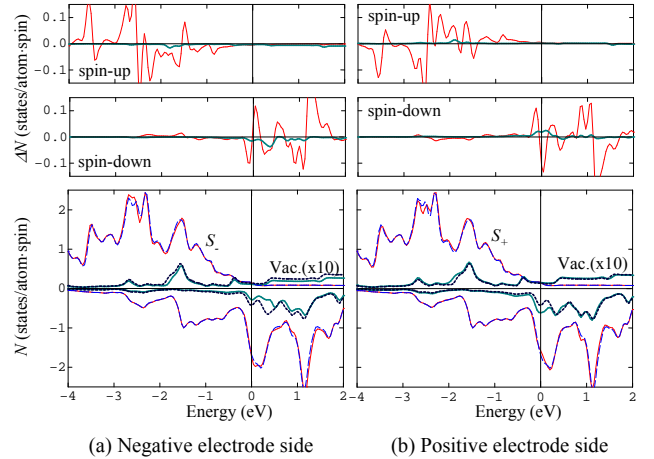 0.1
0.0
-0.1
spin-up
spin-up
0.1
0.0
-0.1
spin-down
spin-down
ΔN (states/atom·spin)
2
1
0
-1
-2
S-
Vac.(x10)
S+
Vac.(x10)
N (states/atom·spin)
-4 -3 -2 -1 0 1 2
-4 -3 -2 -1 0 1 2
Energy (eV)
Energy (eV)
(a) Negative electrode side
(b) Positive electrode side